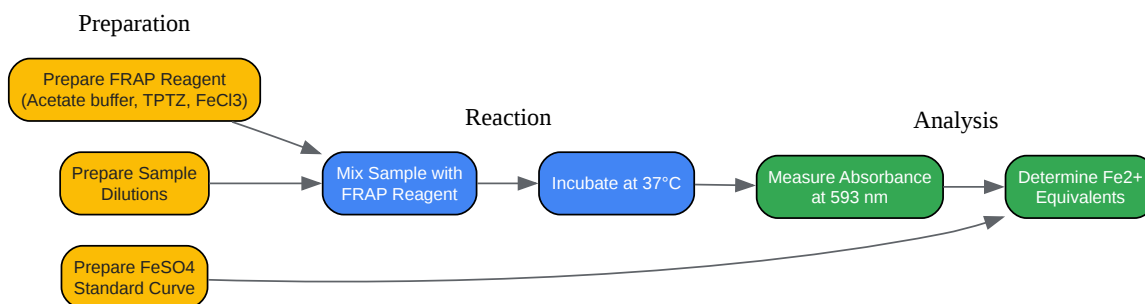 Preparation
Prepare FRAP Reagent
(Acetate buffer, TPTZ, FeCl3)
Prepare Sample
Dilutions
Prepare FeSO4
Standard Curve
Reaction
Mix Sample with
FRAP Reagent
Incubate at 37°C
Analysis
Measure Absorbance
at 593 nm
Determine Fe2+
Equivalents